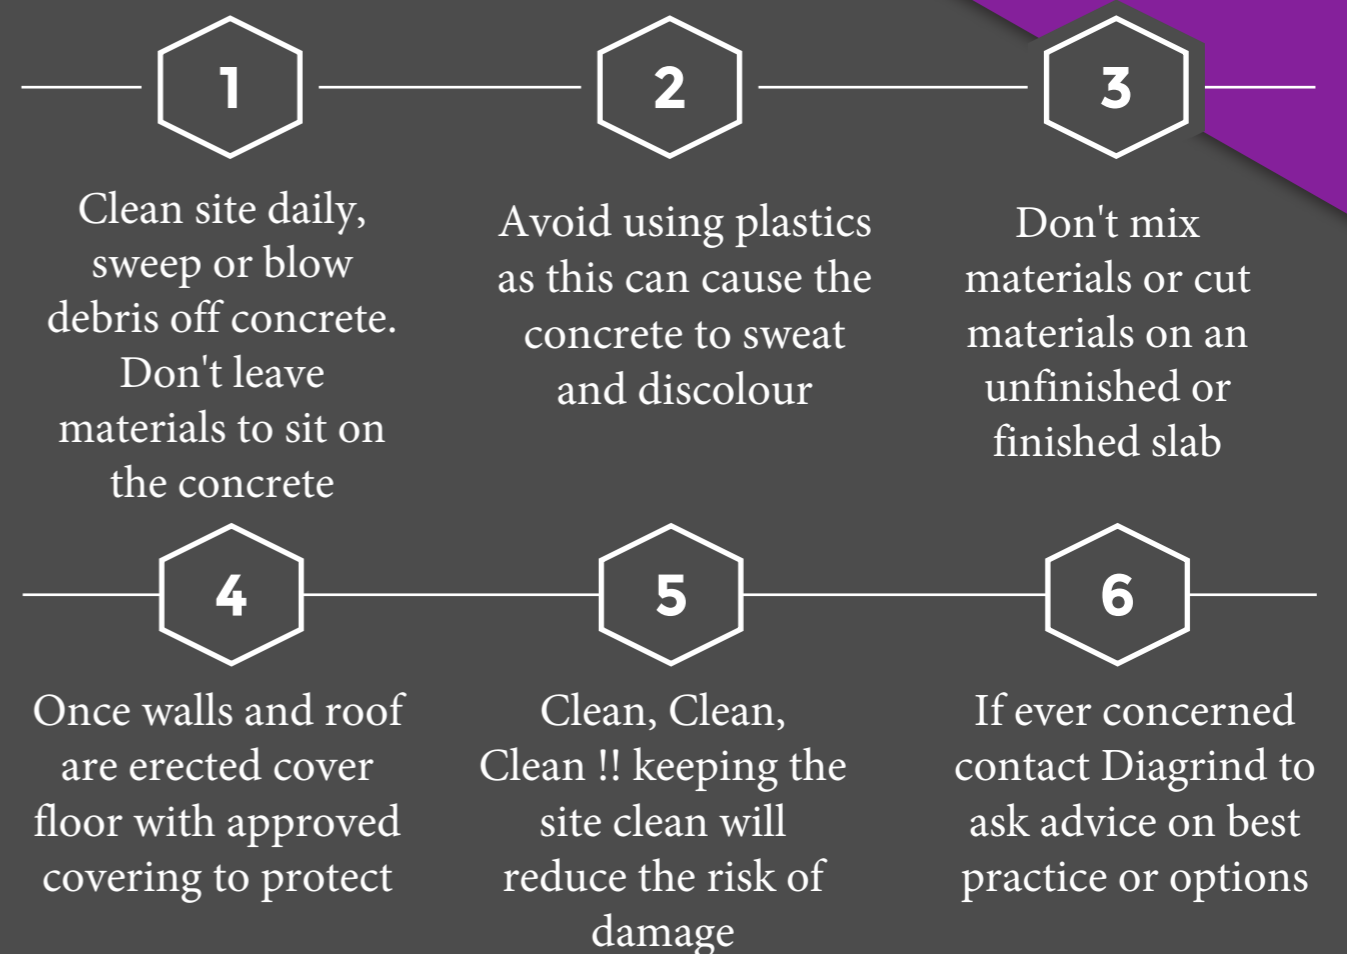 1
Clean site daily,
sweep or blow
debris off concrete.
Don't leave
materials to sit on
the concrete
2
Avoid using plastics
as this can cause the
concrete to sweat
and discolour
3
Don't mix
materials or cut
materials on an
unfinished or
finished slab
4
Once walls and roof
are erected cover
floor with approved
covering to protect
5
Clean, Clean,
Clean !! keeping the
site clean will
reduce the risk of
damage
6
If ever concerned
contact Diagrind to
ask advice on best
practice or options